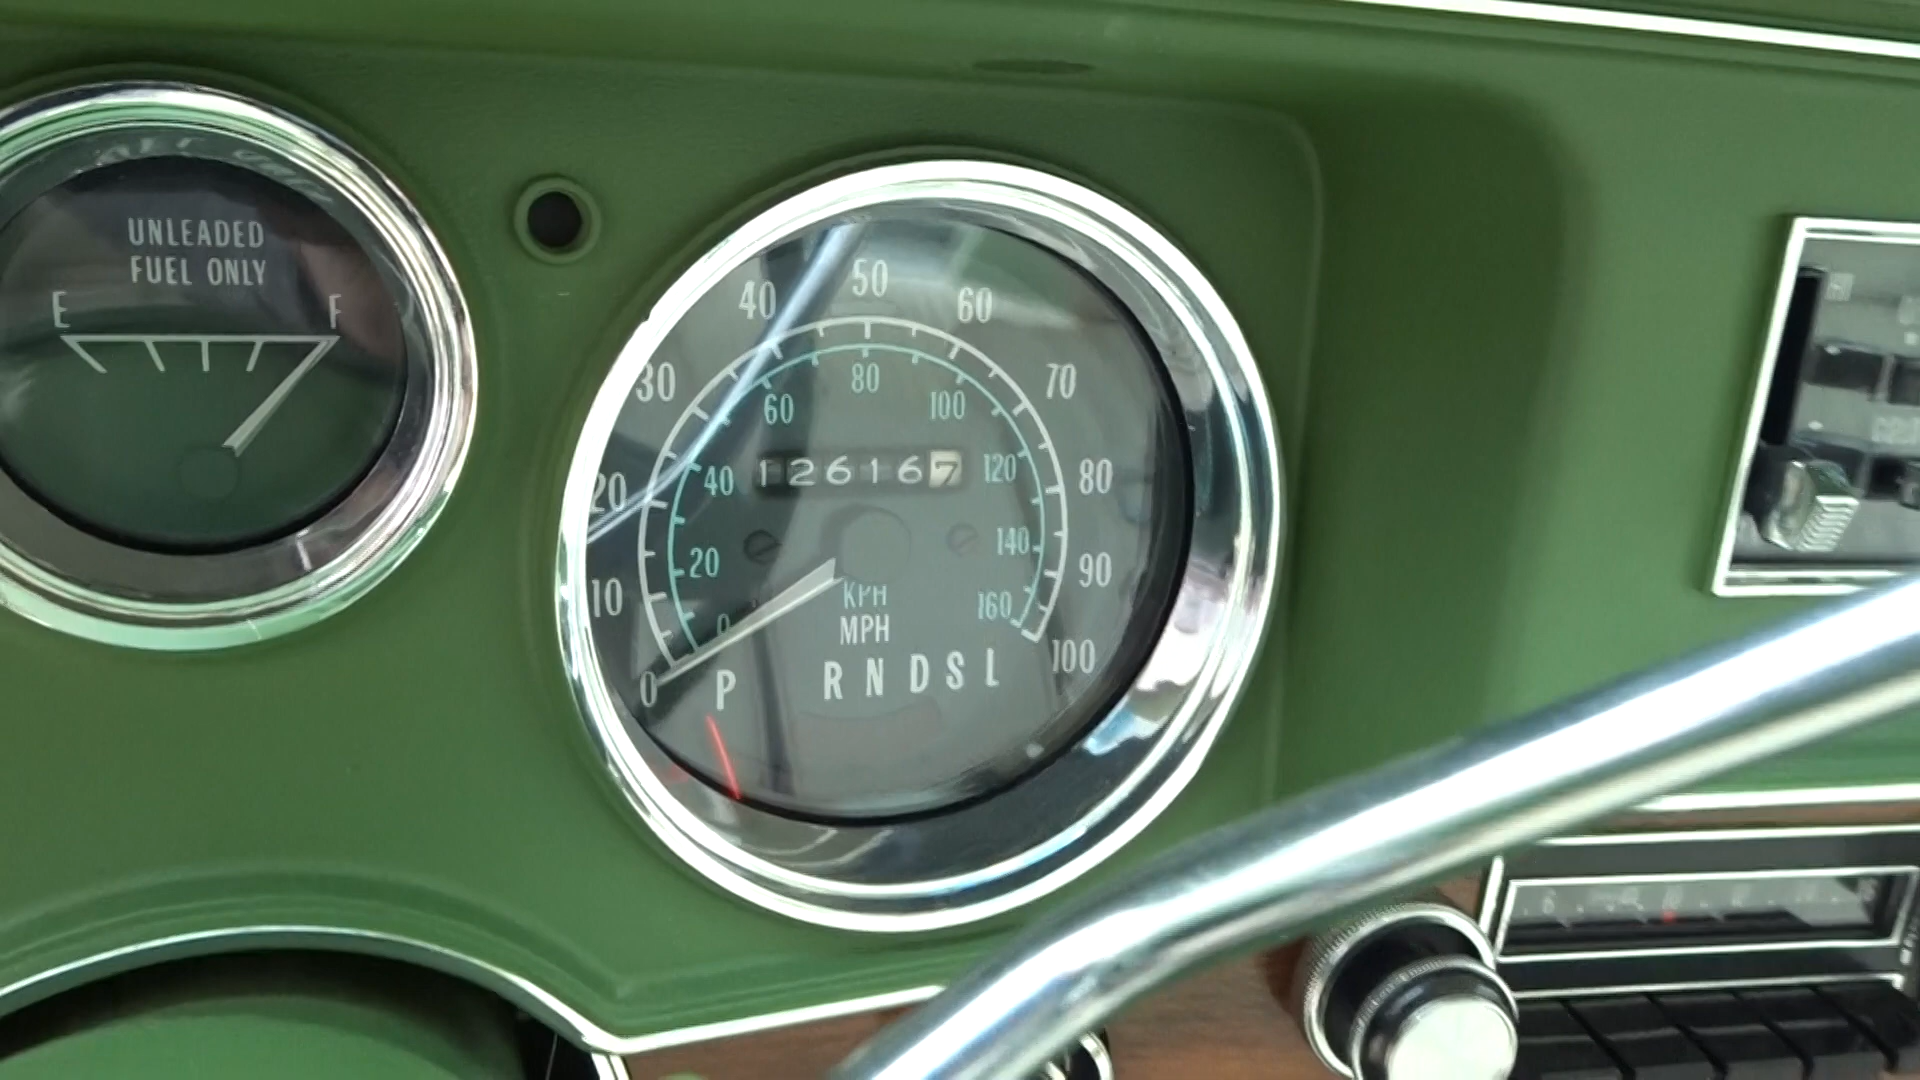 UNLEADED
FUEL ONLY
E F
0 10 20 30 40 50 60 70 80 90 100
0 20 40 60 80 100 120 140 160
126167
KPH
MPH
P R N D S L